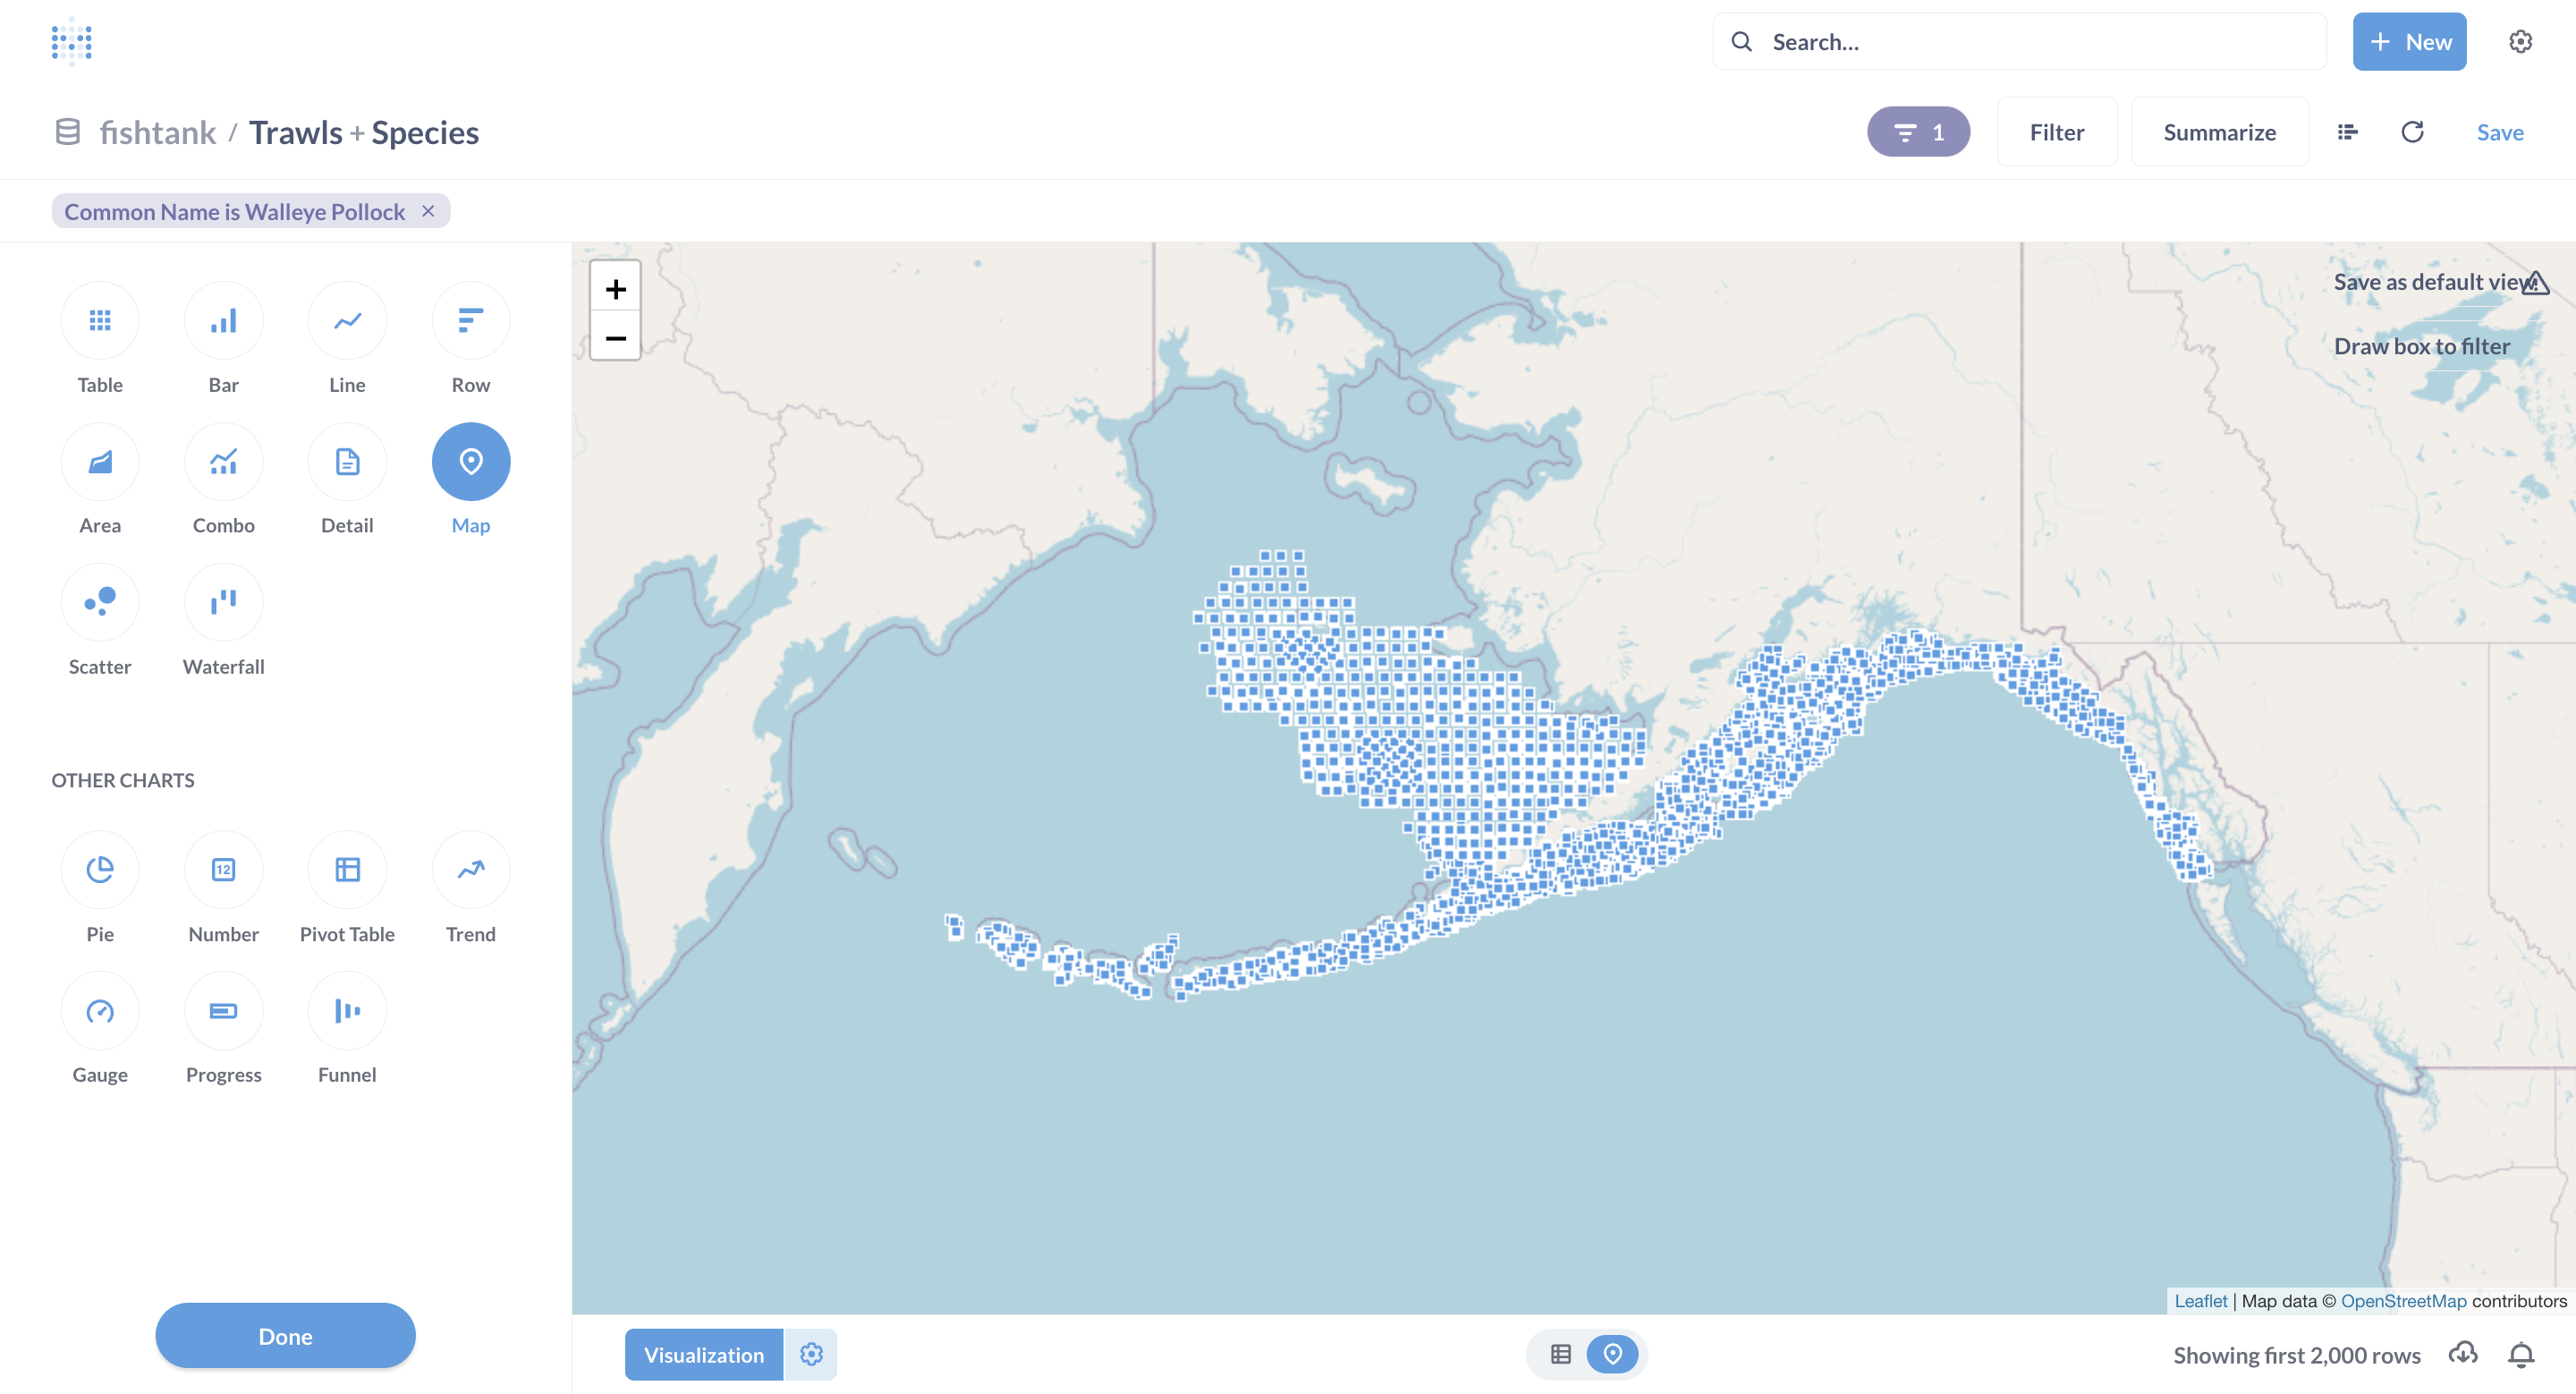 Search...
+ New
fishtank / Trawls + Species
1
Filter
Summarize
Save
Common Name is Walleye Pollock ×
+
−
Save as default view
Draw box to filter
Table
Bar
Line
Row
Area
Combo
Detail
Map
Scatter
Waterfall
OTHER CHARTS
12
Pie
Number
Pivot Table
Trend
Gauge
Progress
Funnel
Done
Leaflet | Map data © OpenStreetMap contributors
Visualization
Showing first 2,000 rows